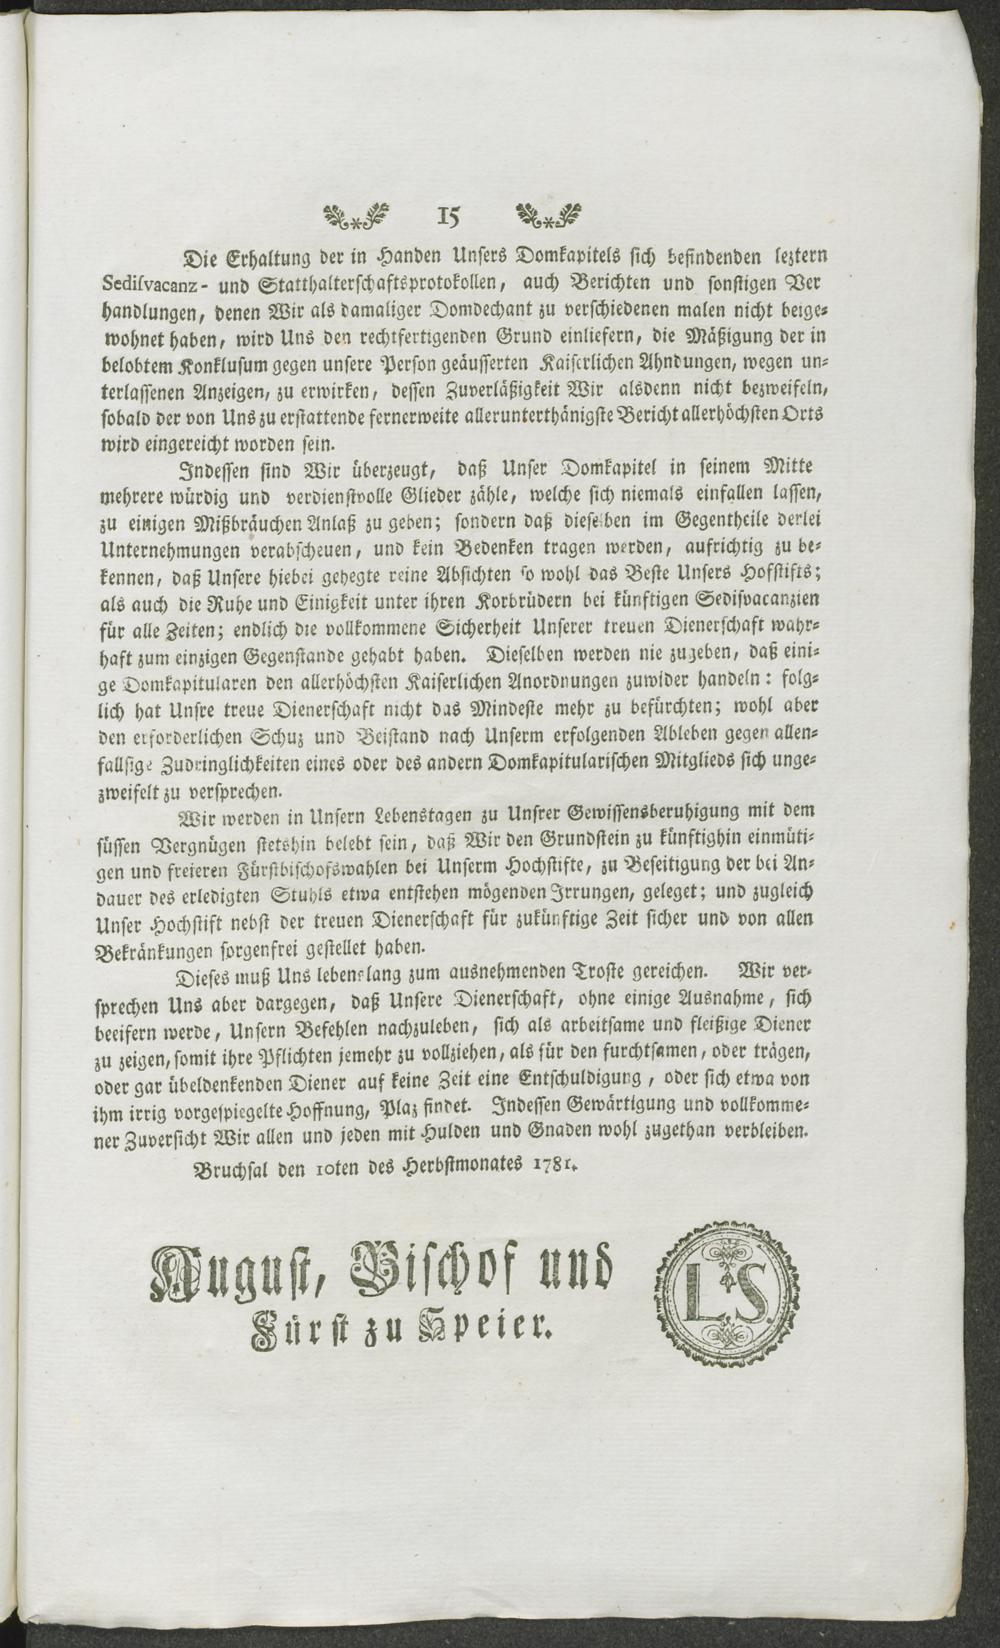 15
Die Erhaltung der in Handen Unsers Domkapitels sich befindenden leztern
Sedisvacanz- und Statthalterschaftsprotokollen, auch Berichten und sonstigen Ver
handlungen, denen Wir als damaliger Domdechant zu verschiedenen malen nicht beige-
wohnet haben, wird Uns den rechtfertigenden Grund einliefern, die Mäßigung der in
belobtem Konklusum gegen unsere Person geäusserten Kaiserlichen Ahndungen, wegen un-
terlassenen Anzeigen, zu erwirken, dessen Zuverläßigkeit Wir alsdenn nicht bezweifeln,
sobald der von Uns zu erstattende fernerweite allerunterthänigste Bericht allerhöchsten Orts
wird eingereicht worden sein.
Indessen sind Wir überzeugt, daß Unser Domkapitel in seinem Mitte
mehrere würdig und verdienstvolle Glieder zähle, welche sich niemals einfallen lassen,
zu einigen Mißbräuchen Anlaß zu geben; sondern daß dieselben im Gegentheile derlei
Unternehmungen verabscheuen, und kein Bedenken tragen werden, aufrichtig zu be-
kennen, daß Unsere hiebei gehegte reine Absichten so wohl das Beste Unsers Hofstifts;
als auch die Ruhe und Einigkeit unter ihren Korbrüdern bei künftigen Sedisvacanzien
für alle Zeiten; endlich die vollkommene Sicherheit Unserer treuen Dienerschaft wahr-
haft zum einzigen Gegenstande gehabt haben. Dieselben werden nie zugeben, daß eini-
ge Domkapitularen den allerhöchsten Kaiserlichen Anordnungen zuwider handeln: folg-
lich hat Unsre treue Dienerschaft nicht das Mindeste mehr zu befürchten; wohl aber
den erforderlichen Schuz und Beistand nach Unserm erfolgenden Ableben gegen allen-
fallsige Zudringlichkeiten eines oder des andern Domkapitularischen Mitglieds sich unge-
zweifelt zu versprechen.
Wir werden in Unsern Lebenstagen zu Unsrer Gewissensberuhigung mit dem
süssen Vergnügen stetshin belebt sein, daß Wir den Grundstein zu künftighin einmüti-
gen und freieren Fürstbischofswahlen bei Unserm Hochstifte, zu Beseitigung der bei An-
dauer des erledigten Stuhls etwa entstehen mögenden Irrungen, geleget; und zugleich
Unser Hochstift nebst der treuen Dienerschaft für zukünftige Zeit sicher und von allen
Bekränkungen sorgenfrei gestellet haben.
Dieses muß Uns lebenslang zum ausnehmenden Troste gereichen. Wir ver-
sprechen Uns aber dargegen, daß Unsere Dienerschaft, ohne einige Ausnahme, sich
beeifern werde, Unsern Befehlen nachzuleben, sich als arbeitsame und fleißige Diener
zu zeigen, somit ihre Pflichten jemehr zu vollziehen, als für den furchtsamen, oder trägen,
oder gar übeldenkenden Diener auf keine Zeit eine Entschuldigung, oder sich etwa von
ihm irrig vorgespiegelte Hoffnung, Plaz findet. Indessen Gewärtigung und vollkomme-
ner Zuversicht Wir allen und jeden mit Hulden und Gnaden wohl zugethan verbleiben.
Bruchsal den 10ten des Herbstmonates 1781.
August, Bischof und
Fürst zu Speier.
L.S.